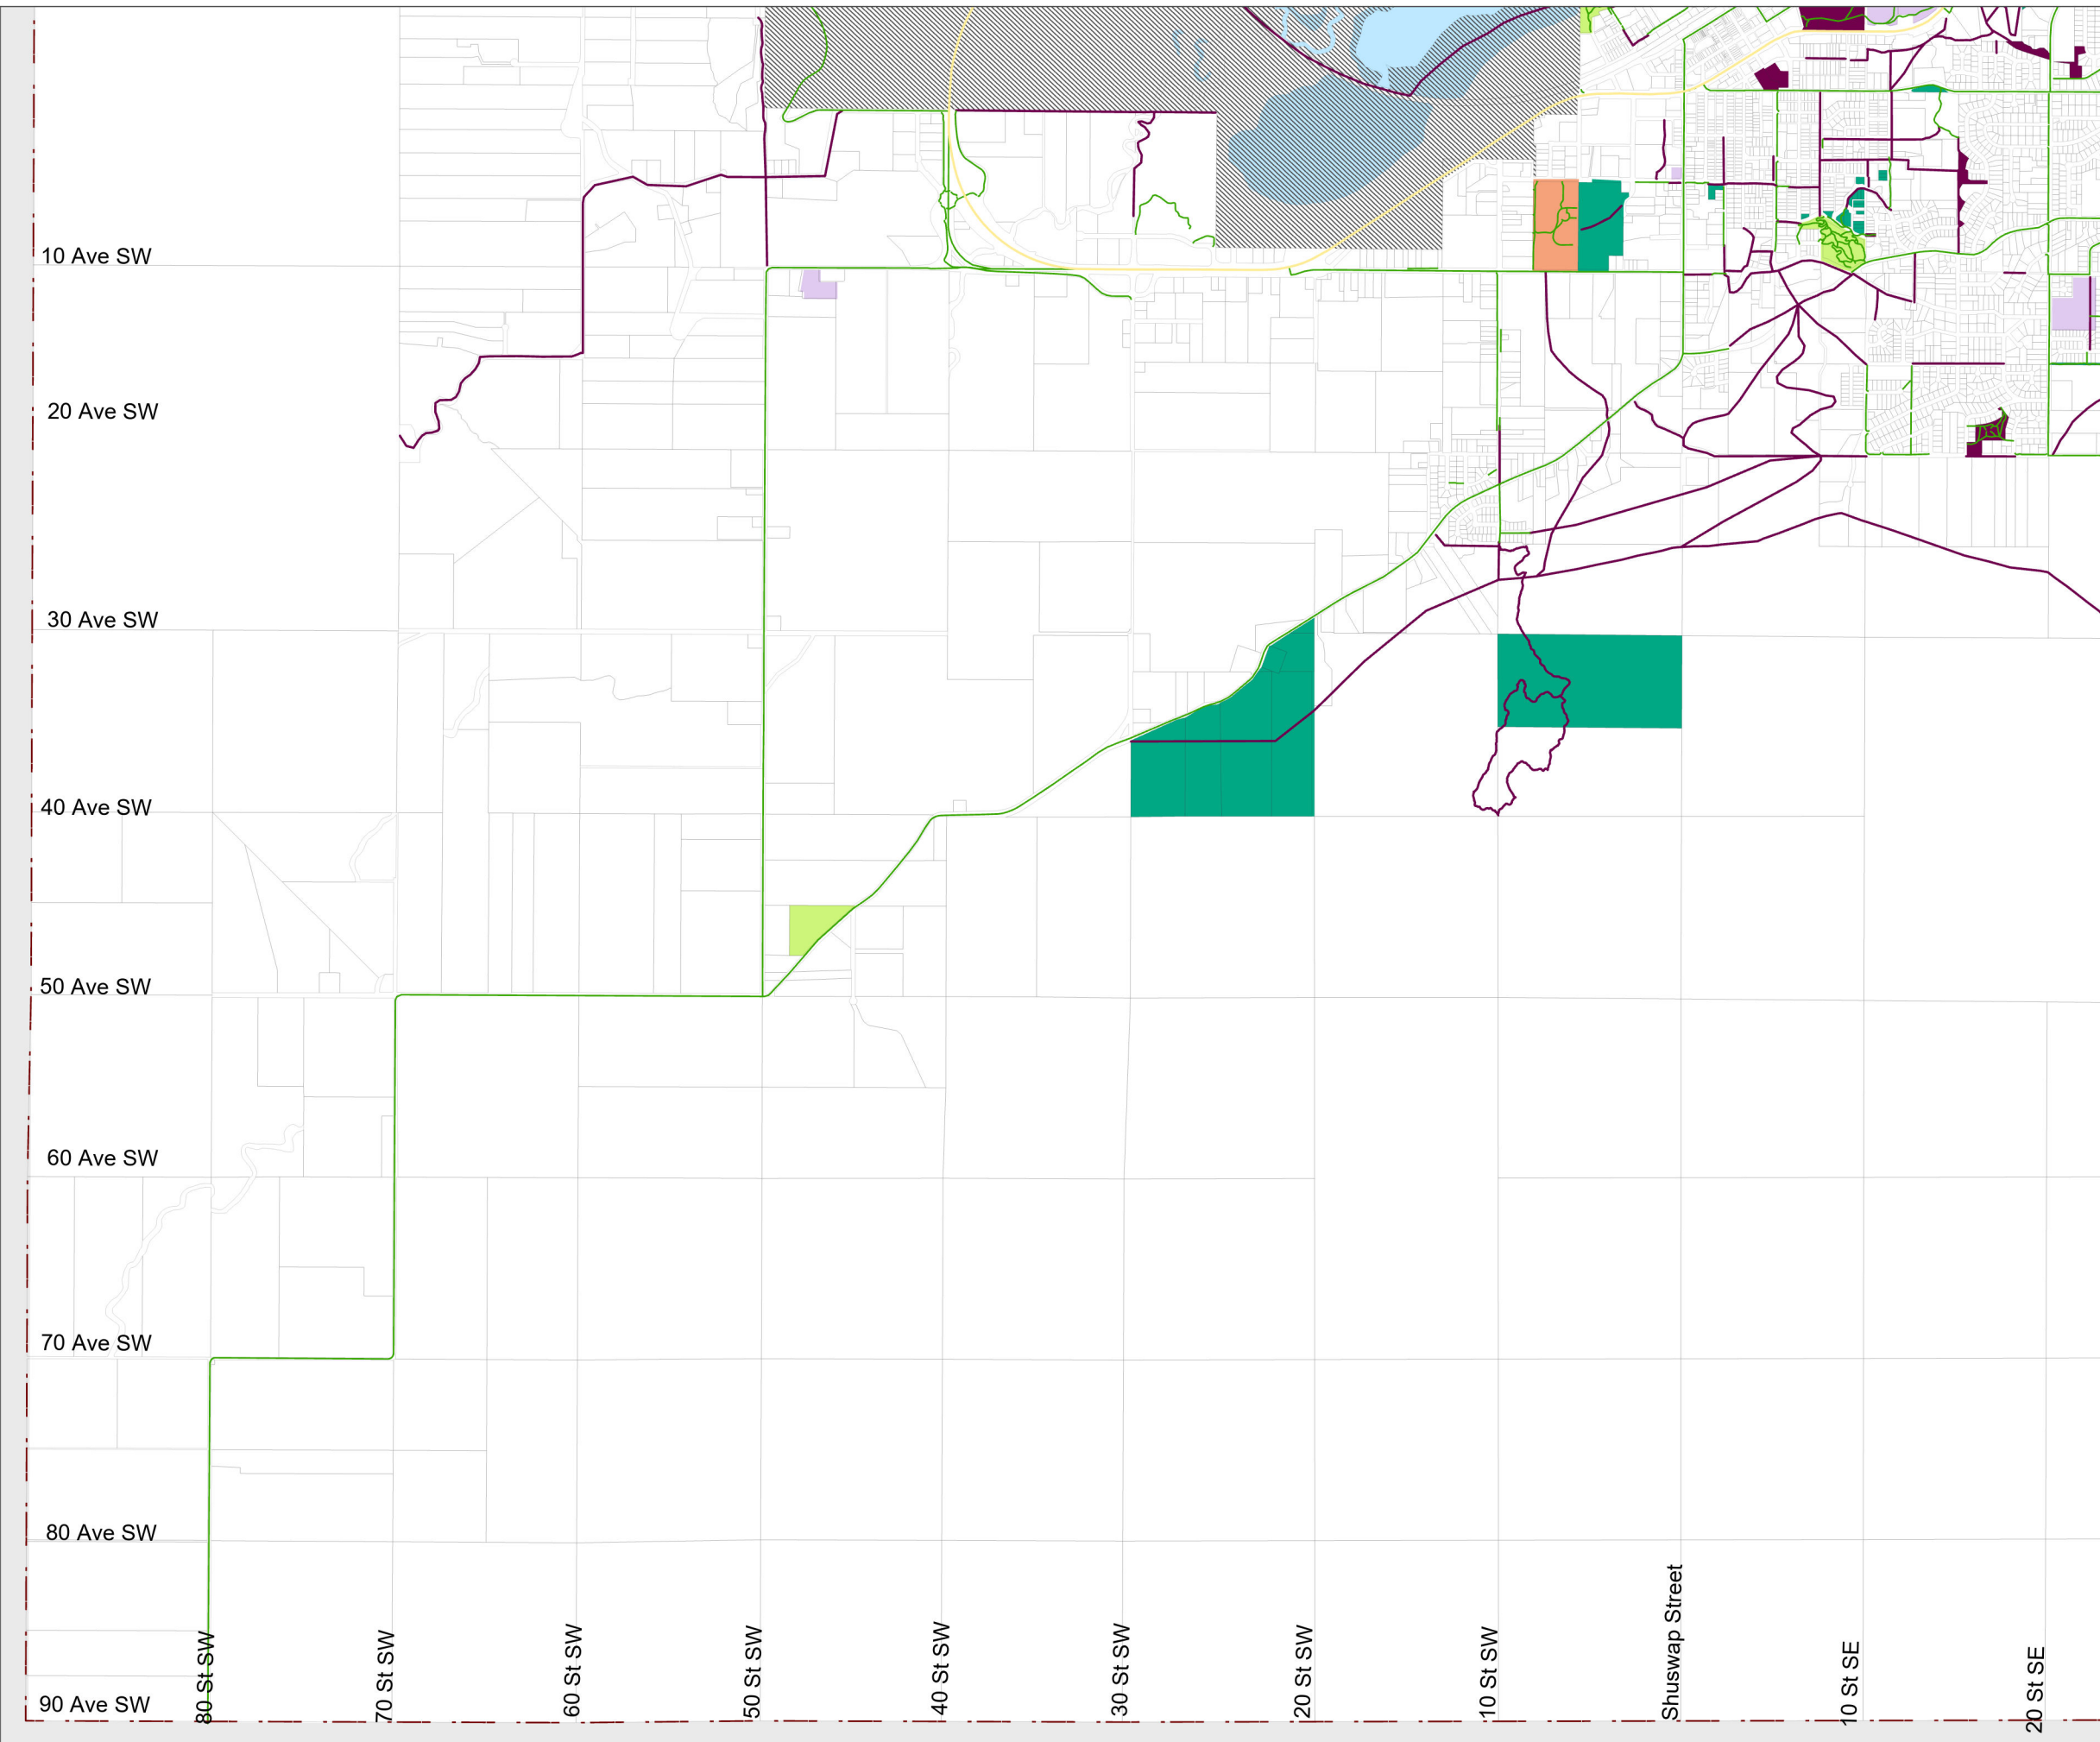 10 Ave SW
20 Ave SW
30 Ave SW
40 Ave SW
50 Ave SW
60 Ave SW
70 Ave SW
80 Ave SW
90 Ave SW
80 St SW
70 St SW
60 St SW
50 St SW
40 St SW
30 St SW
20 St SW
10 St SW
Shuswap Street
10 St SE
20 St SE